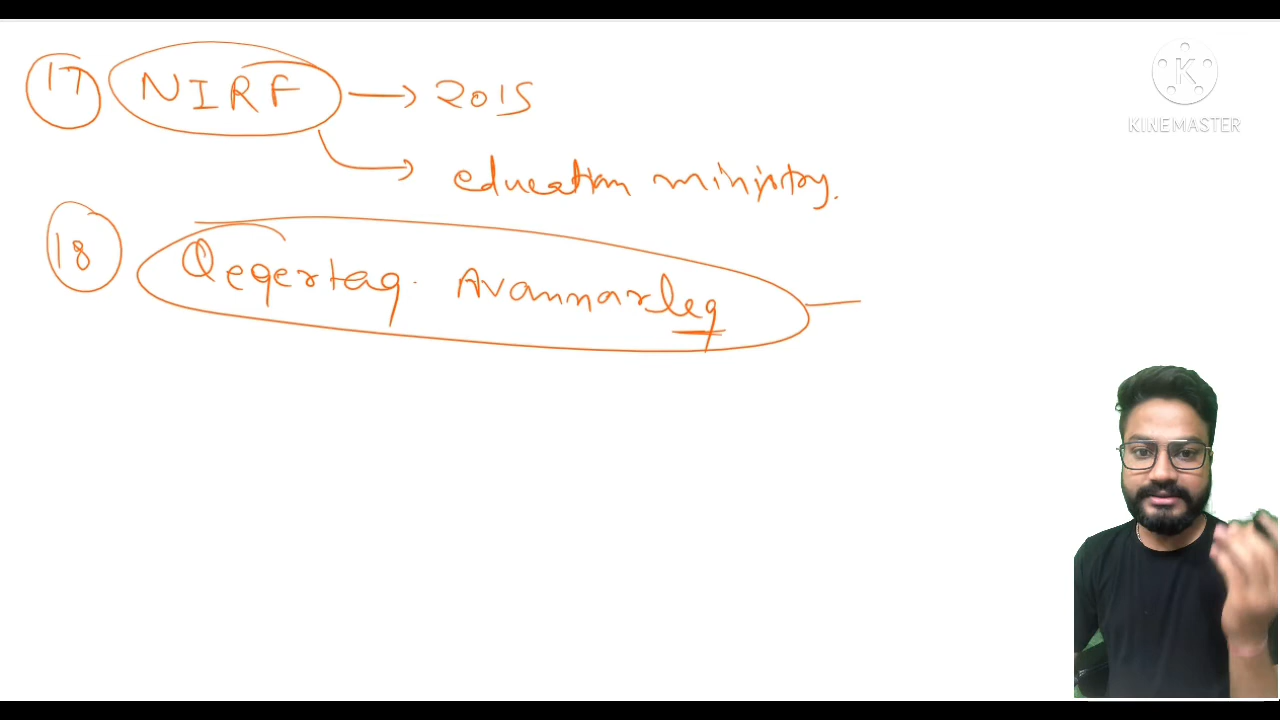 17 NIRF → 2015
→ education ministry.
18 Qeqertaq. Avannarleq
KINEMASTER